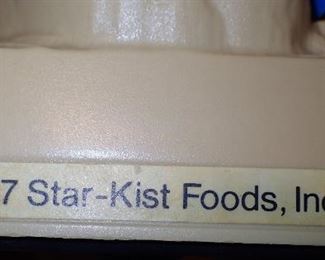 7 Star-Kist Foods, Inc